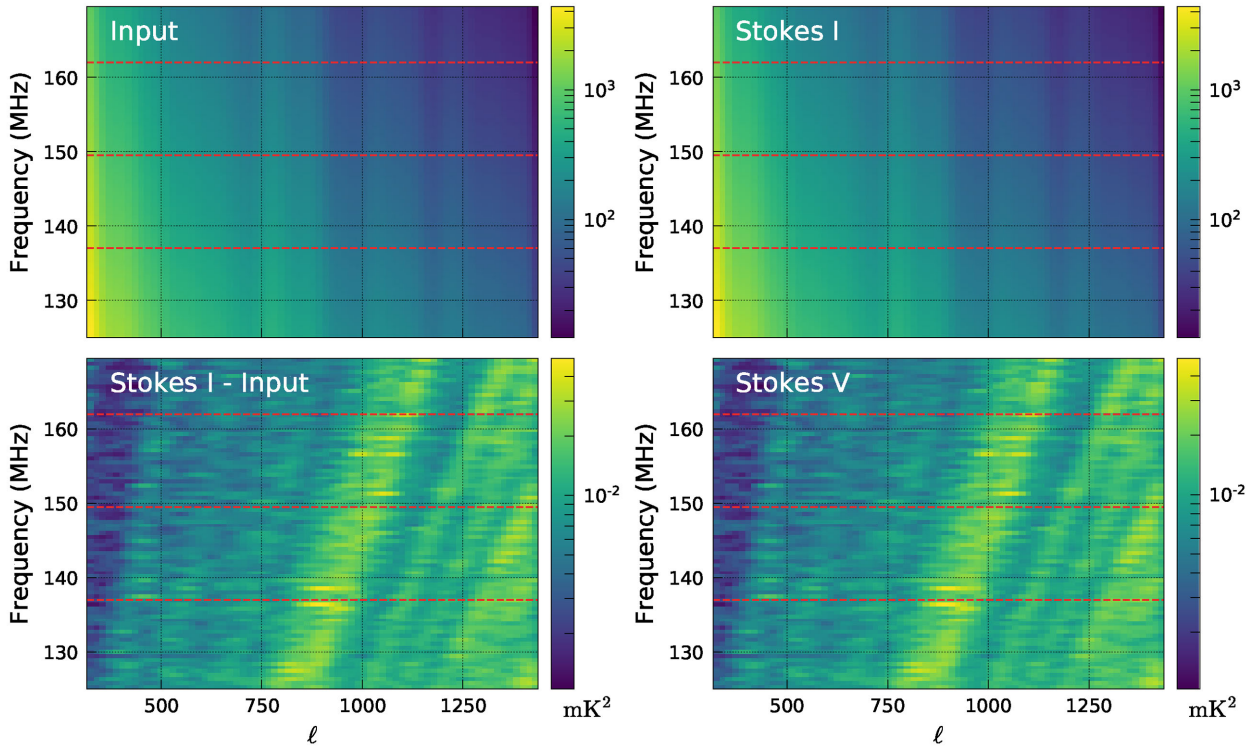 Input
Stokes I
Frequency (MHz)
160
150
140
130
10³
10²
Frequency (MHz)
160
150
140
130
10³
10²
Stokes I - Input
Stokes V
Frequency (MHz)
160
150
140
130
10⁻²
Frequency (MHz)
160
150
140
130
10⁻²
500 750 1000 1250
mK²
500 750 1000 1250
mK²
ℓ
ℓ